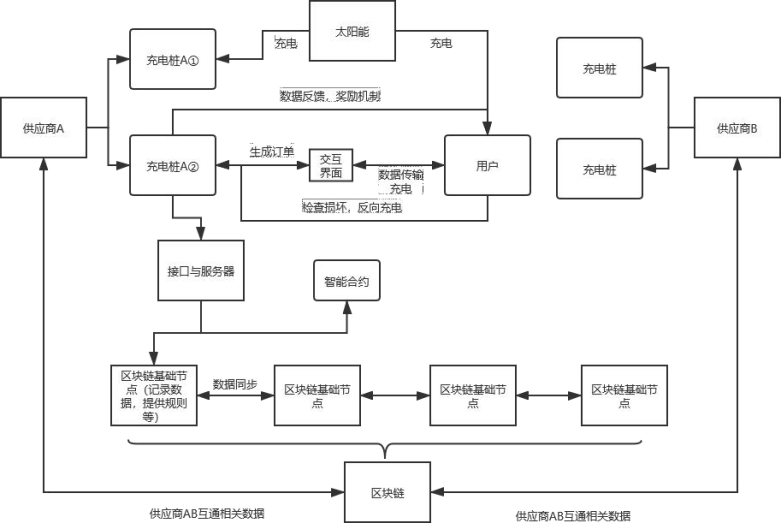 太阳能
充电
充电
充电桩A①
充电桩
供应商A
供应商B
数据反馈，奖励机制
充电桩A②
生成订单
交互
界面
数据传输
充电
用户
充电桩
检查损坏，反向充电
接口与服务器
智能合约
区块链基础节
点（记录数
据，提供规则
等）
数据同步
区块链基础节
点
区块链基础节
点
区块链基础节
点
区块链
供应商AB互通相关数据
供应商AB互通相关数据